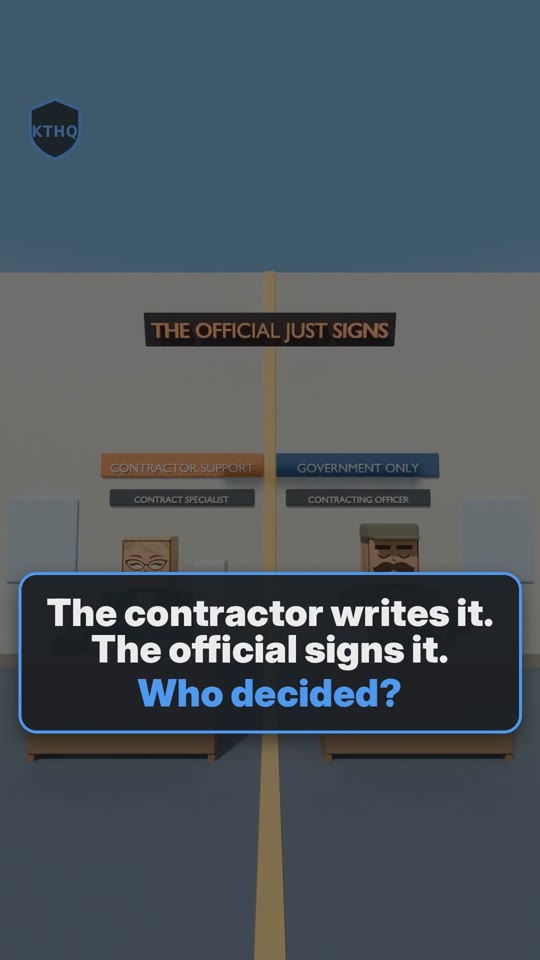 KTHQ
THE OFFICIAL JUST SIGNS
CONTRACTOR SUPPORT
GOVERNMENT ONLY
CONTRACT SPECIALIST
CONTRACTING OFFICER
The contractor writes it.
The official signs it.
Who decided?